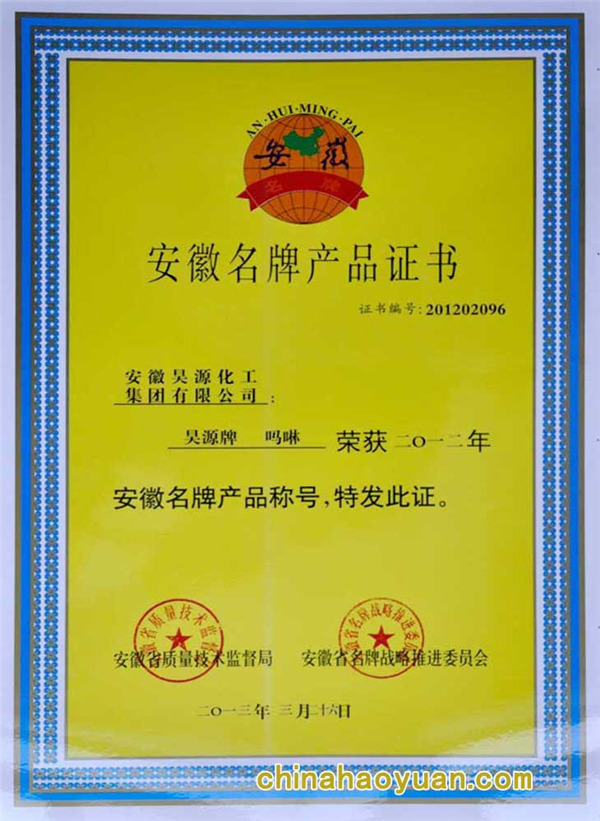 AN·HUI·MING·PAI
安徽
名牌
安徽名牌产品证书
证书编号:201202096
安徽昊源化工
集团有限公司：
昊源牌 吗啉 荣获二〇一二年
安徽名牌产品称号,特发此证。
安徽省质量技术监督局 安徽省名牌战略推进委员会
二〇一三年 三月二十六日
chinahaoyuan.com